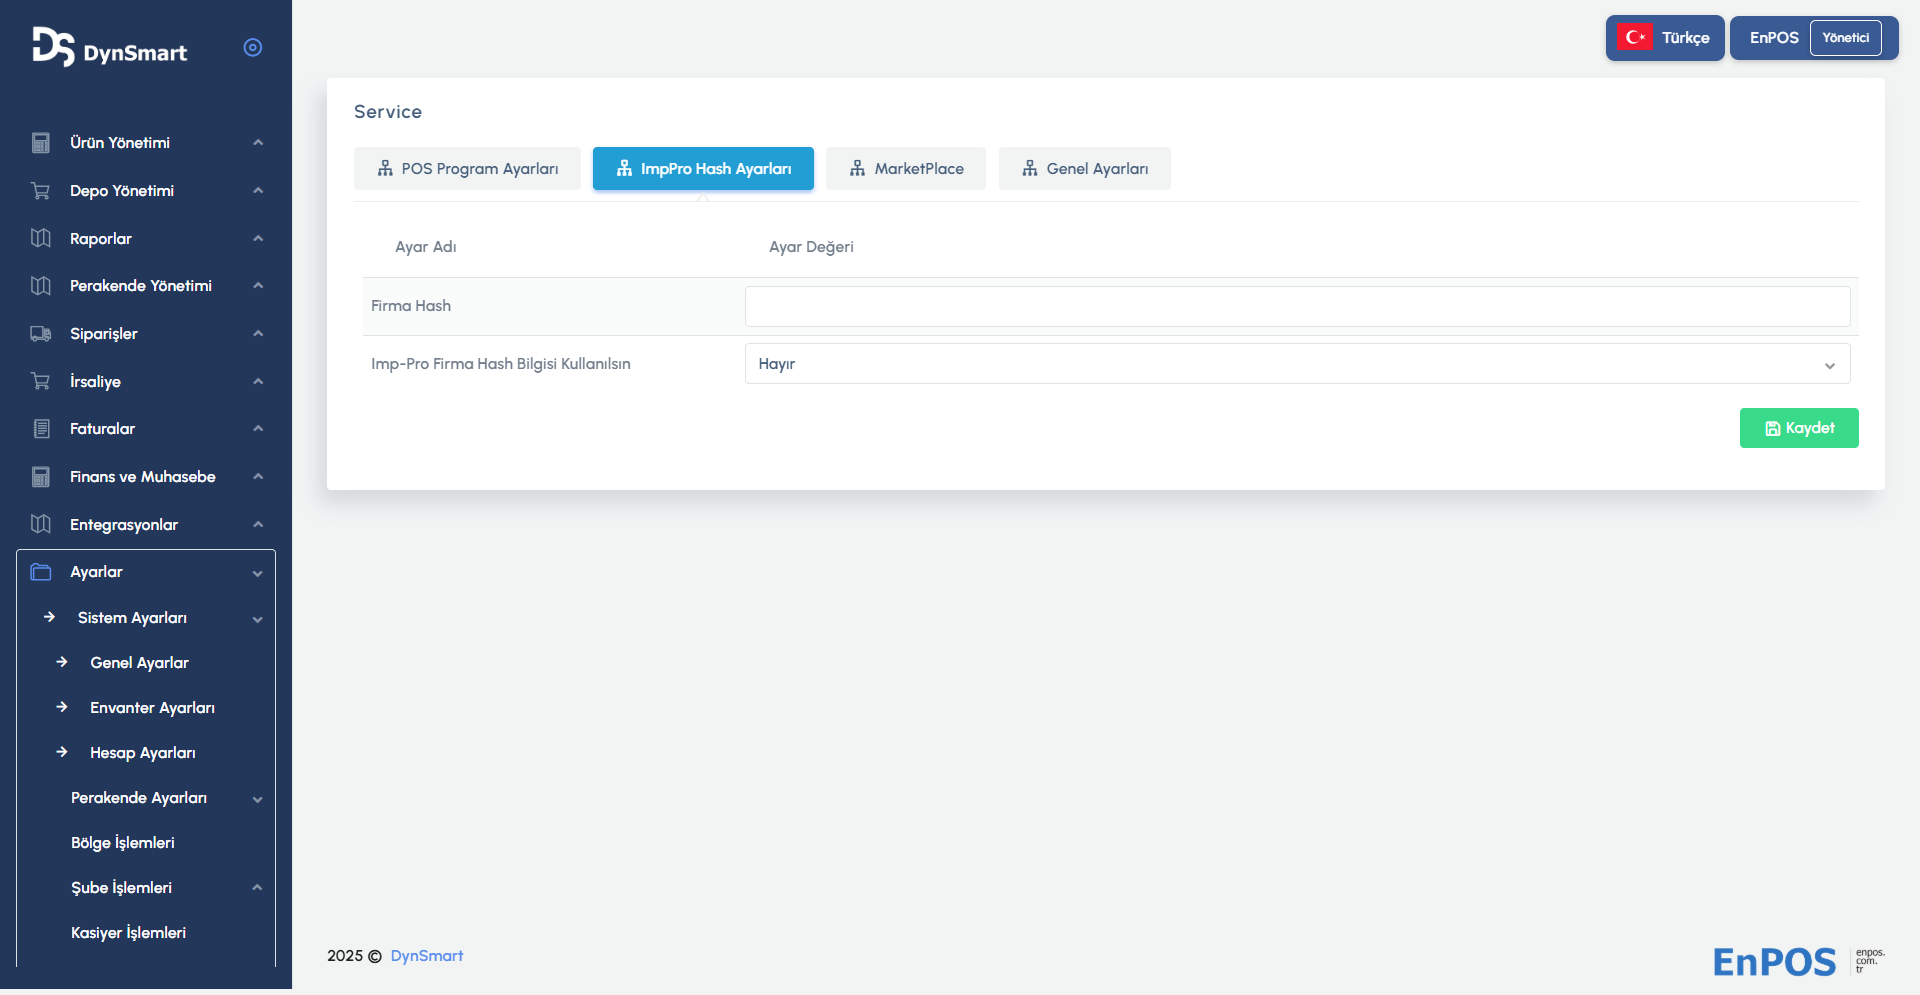 DS DynSmart
Türkçe
EnPOS Yönetici
Ürün Yönetimi
Depo Yönetimi
Raporlar
Perakende Yönetimi
Siparişler
İrsaliye
Faturalar
Finans ve Muhasebe
Entegrasyonlar
Ayarlar
Sistem Ayarları
Genel Ayarlar
Envanter Ayarları
Hesap Ayarları
Perakende Ayarları
Bölge İşlemleri
Şube İşlemleri
Kasiyer İşlemleri
Service
POS Program Ayarları
ImpPro Hash Ayarları
MarketPlace
Genel Ayarları
Ayar Adı Ayar Değeri
Firma Hash
Imp-Pro Firma Hash Bilgisi Kullanılsın Hayır
Kaydet
2025 © DynSmart
EnPOS
enpos.
com.
tr